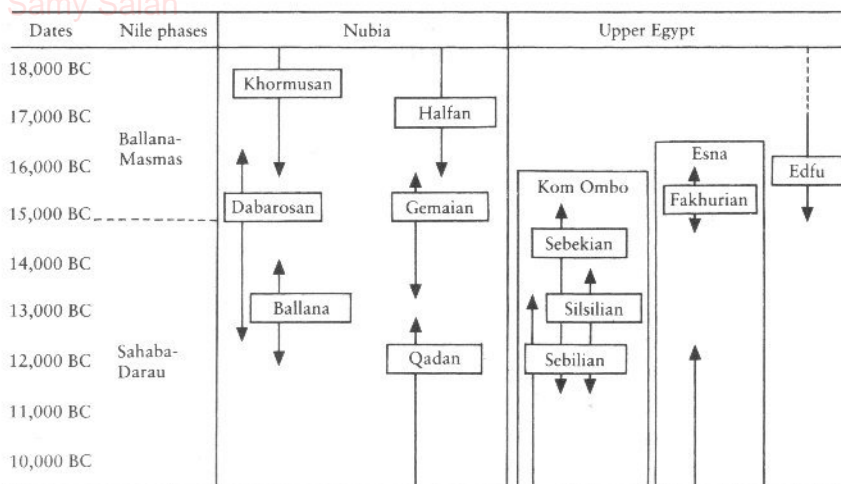 Samy Salah
Dates Nile phases Nubia Upper Egypt
18,000 BC
Khormusan
17,000 BC
Halfan
Ballana-
Masmas
Esna
16,000 BC
Edfu
Kom Ombo
15,000 BC
Dabarosan
Gemaian
Fakhurian
Sebekian
14,000 BC
13,000 BC
Ballana
Silsilian
12,000 BC
Sahaba-
Darau
Qadan
Sebilian
11,000 BC
10,000 BC